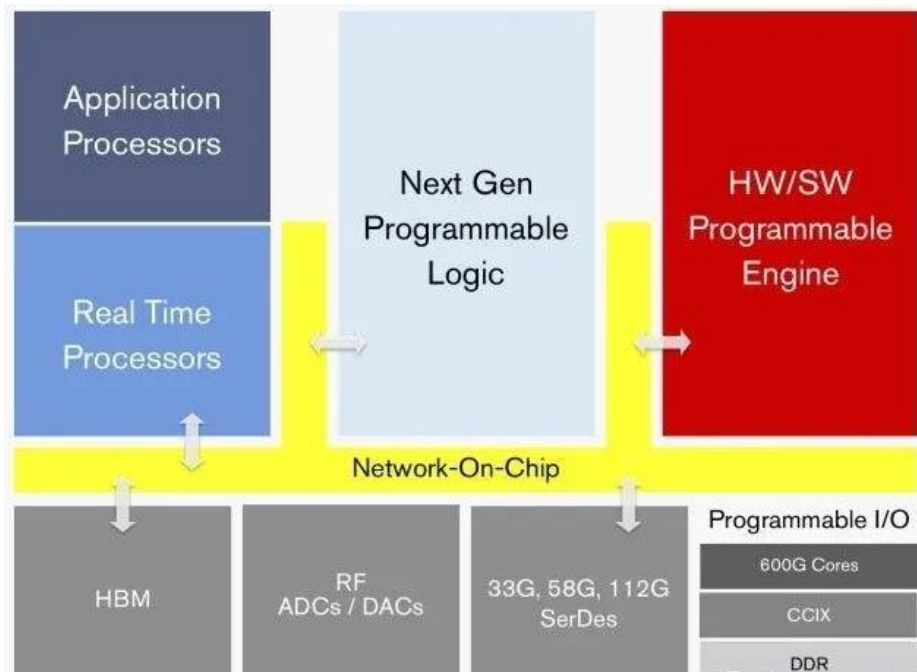 Application
Processors
Next Gen
Programmable
Logic
HW/SW
Programmable
Engine
Real Time
Processors
Network-On-Chip
HBM
RF
ADCs / DACs
33G, 58G, 112G
SerDes
Programmable I/O
600G Cores
CCIX
DDR